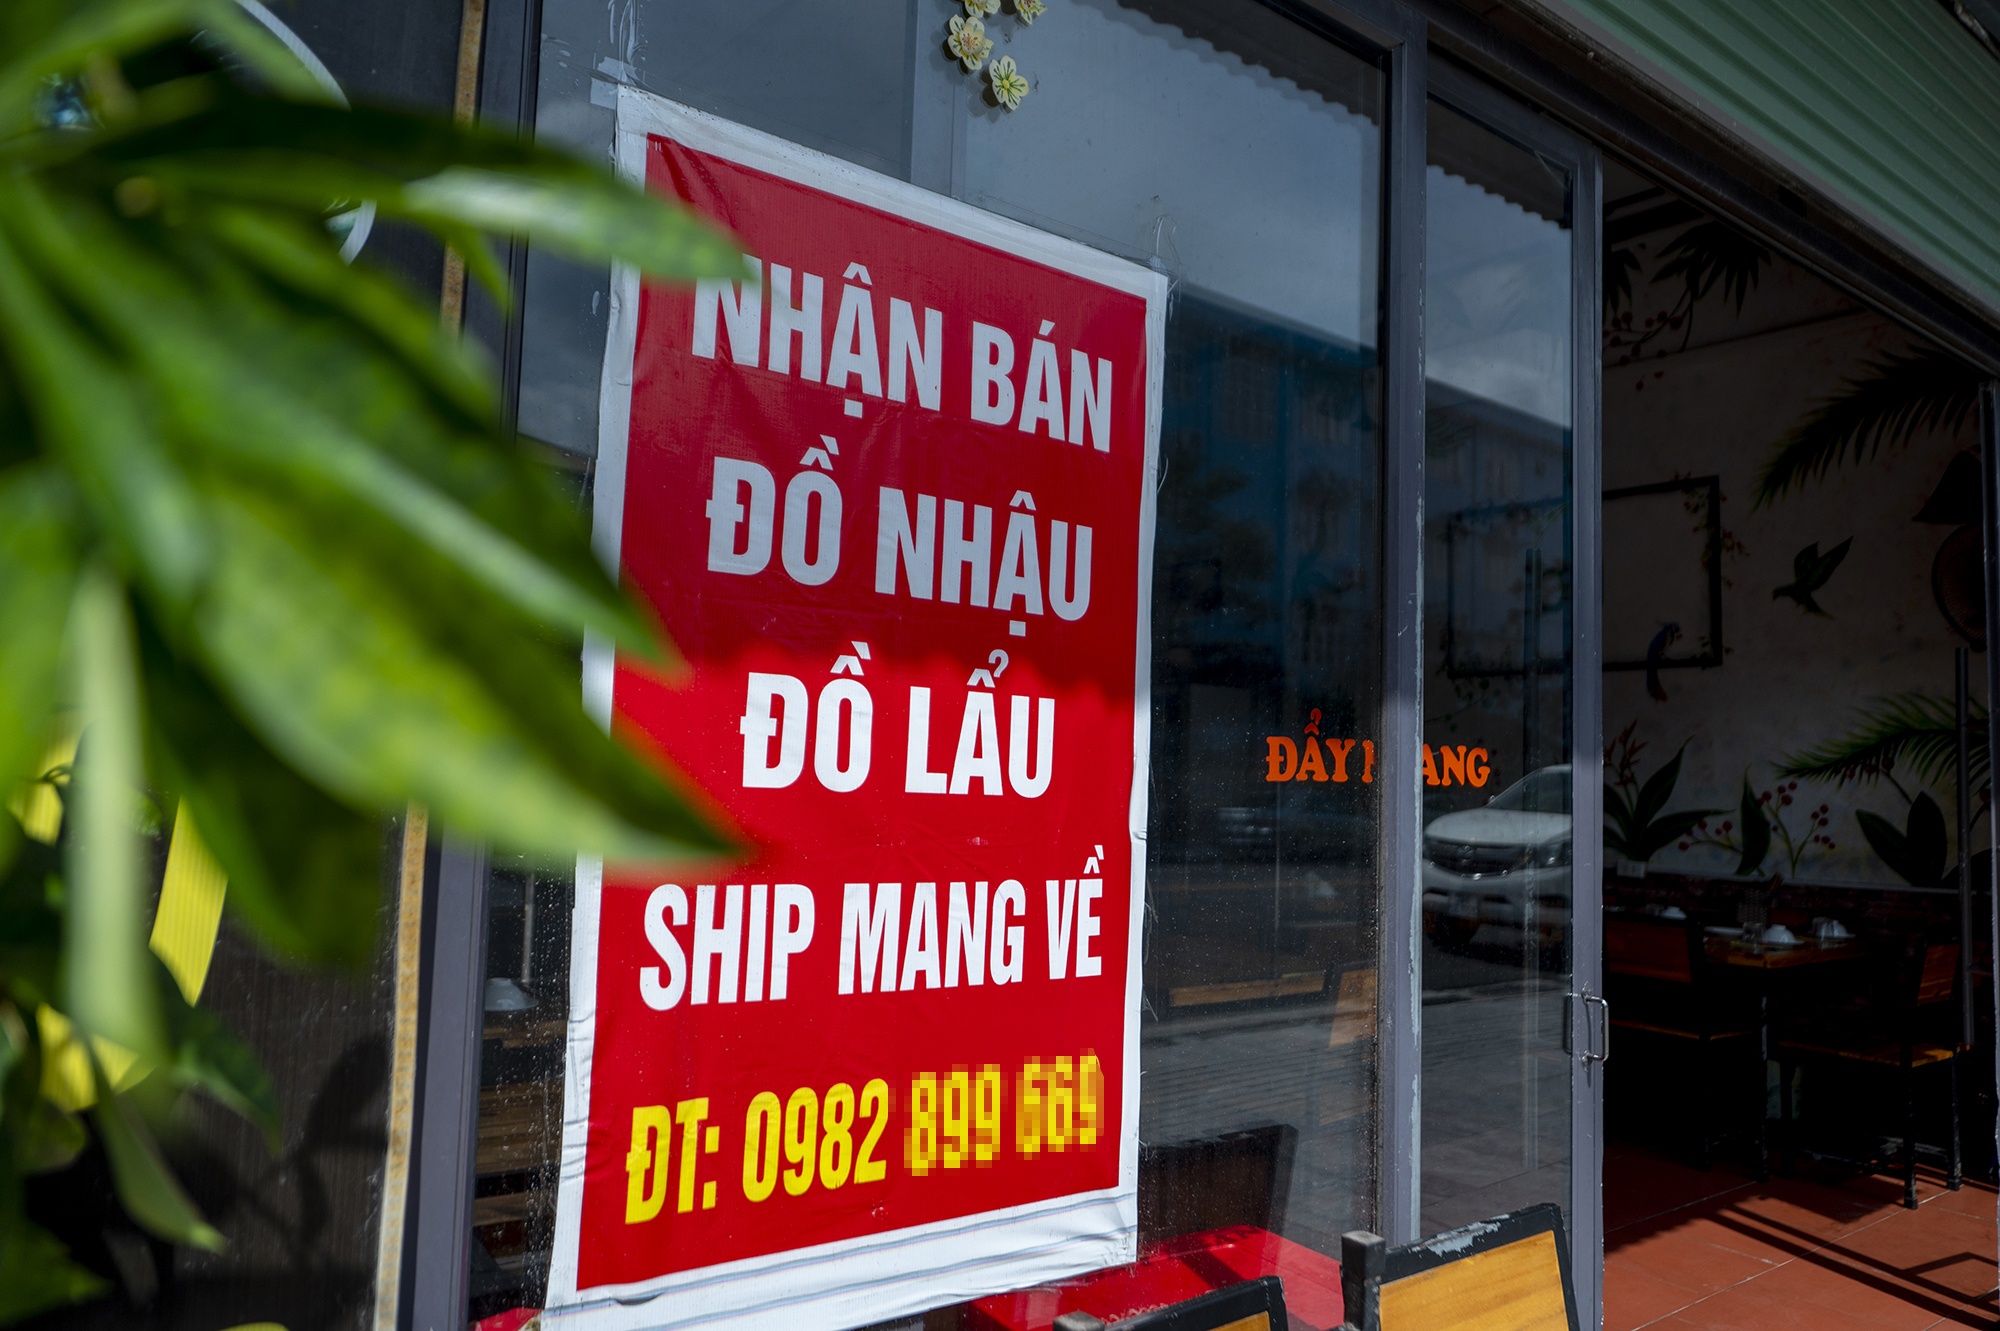 NHẬN BÁN
ĐỒ NHẬU
ĐỒ LẨU
SHIP MANG VỀ
ĐT: 0982
ĐẨY